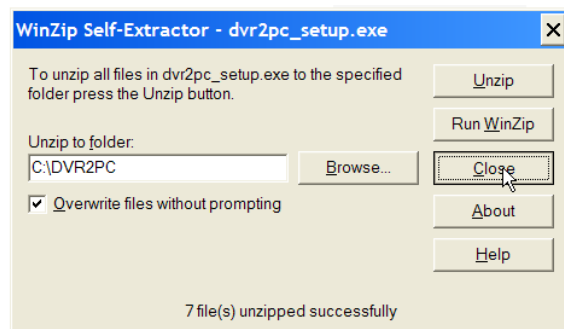 WinZip Self-Extractor - dvr2pc_setup.exe
To unzip all files in dvr2pc_setup.exe to the specified
folder press the Unzip button.
Unzip
Run WinZip
Unzip to folder:
C:\DVR2PC
Browse...
Close
Overwrite files without prompting
About
Help
7 file(s) unzipped successfully